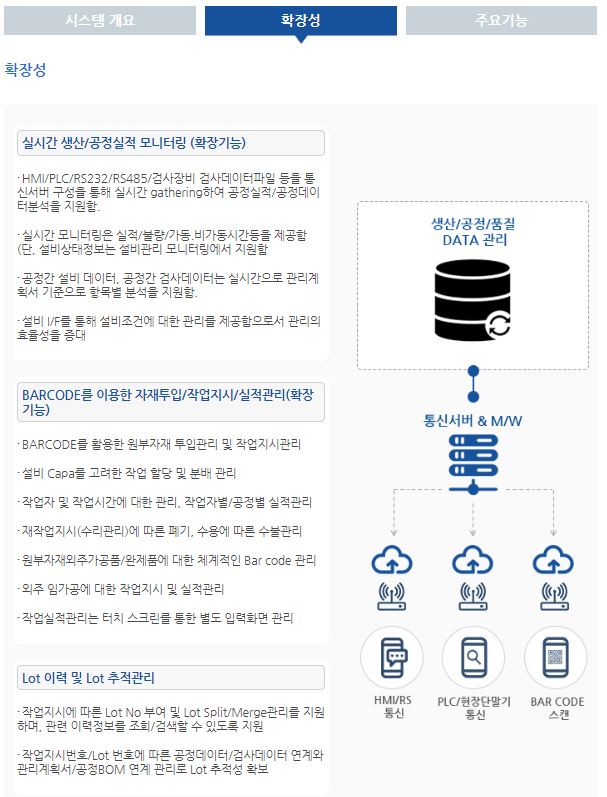 시스템 개요
확장성
주요기능
확장성
실시간 생산/공정실적 모니터링 (확장기능)
· HMI/PLC/RS232/RS485/검사장비 검사데이터파일 등을 통
신서버 구성을 통해 실시간 gathering하여 공정실적/공정데이
터분석을 지원함.
· 실시간 모니터링은 실적/불량/가동.비가동시간등을 제공함
(단, 설비상태정보는 설비관리 모니터링에서 지원함
· 공정간 설비 데이터, 공정간 검사데이터는 실시간으로 관리계
획서 기준으로 항목별 분석을 지원함.
· 설비 I/F를 통해 설비조건에 대한 관리를 제공함으로서 관리의
효율성을 증대
BARCODE를 이용한 자재투입/작업지시/실적관리(확장
기능)
· BARCODE를 활용한 원부자재 투입관리 및 작업지시관리
· 설비 Capa를 고려한 작업 할당 및 분배 관리
· 작업자 및 작업시간에 대한 관리, 작업자별/공정별 실적관리
· 재작업지시(수리관리)에 따른 폐기, 수용에 따른 수불관리
· 원부자재외주가공품/완제품에 대한 체계적인 Bar code 관리
· 외주 임가공에 대한 작업지시 및 실적관리
· 작업실적관리는 터치 스크린를 통한 별도 입력화면 관리
Lot 이력 및 Lot 추적관리
· 작업지시에 따른 Lot No 부여 및 Lot Split/Merge관리를 지원
하며, 관련 이력정보를 조회/검색할 수 있도록 지원
· 작업지시번호/Lot 번호에 따른 공정데이터/검사데이터 연계와
관리계획서/공정BOM 연계 관리로 Lot 추적성 확보
생산/공정/품질
DATA 관리
통신서버 & M/W
HMI/RS
통신
PLC/현장단말기
통신
BAR CODE
스캔